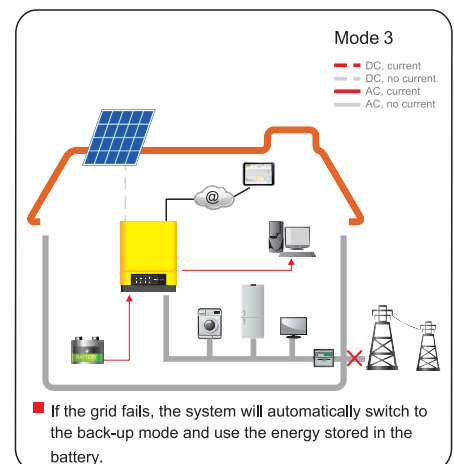 Mode 3
DC, current
DC, no current
AC, current
AC, no current
@
BATTERY
If the grid fails, the system will automatically switch to
the back-up mode and use the energy stored in the
battery.